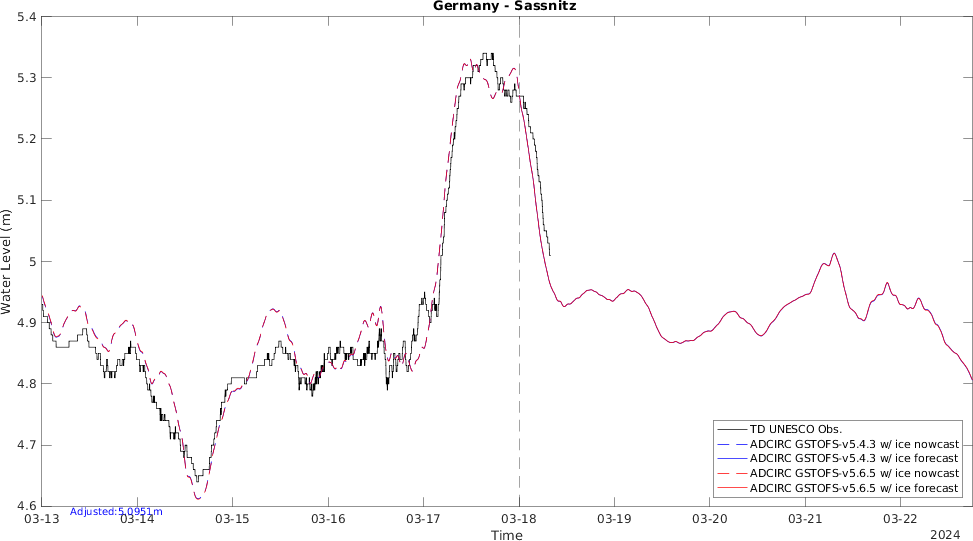 Germany - Sassnitz
5.4
5.3
5.2
5.1
5
4.9
4.8
4.7
4.6
Water Level (m)
TD UNESCO Obs.
ADCIRC GSTOFS-v5.4.3 w/ ice nowcast
ADCIRC GSTOFS-v5.4.3 w/ ice forecast
ADCIRC GSTOFS-v5.6.5 w/ ice nowcast
ADCIRC GSTOFS-v5.6.5 w/ ice forecast
Adjusted:5.0951m
03-13 03-14 03-15 03-16 03-17 03-18 03-19 03-20 03-21 03-22
Time
2024